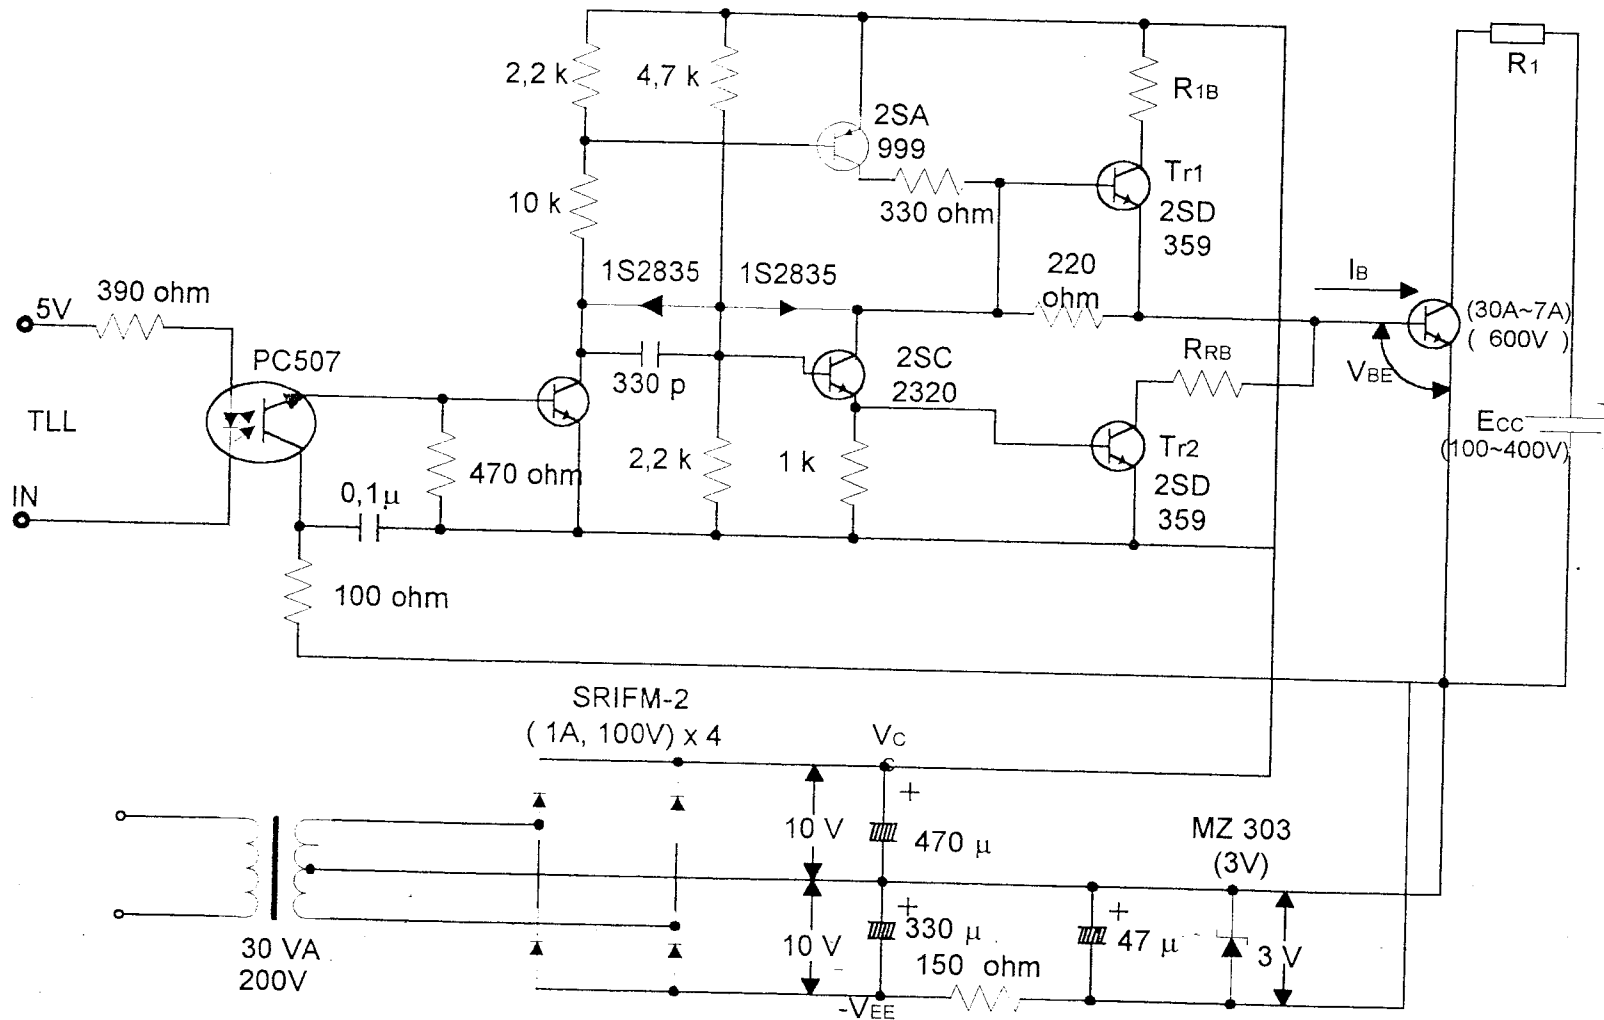 2,2 k
4,7 k
R1B
R1
2SA
999
Tr1
2SD
359
330 ohm
10 k
1S2835
1S2835
220
ohm
IB
(30A~7A)
( 600V )
390 ohm
5V
PC507
330 p
2SC
2320
RRB
VBE
TLL
ECC
(100~400V)
470 ohm
2,2 k
1 k
Tr2
2SD
359
IN
0,1μ
100 ohm
SRIFM-2
( 1A, 100V) x 4
VC
C
+
10 V
470 μ
MZ 303
(3V)
+
330 μ
+
47 μ
10 V
3 V
150 ohm
30 VA
200V
-VEE